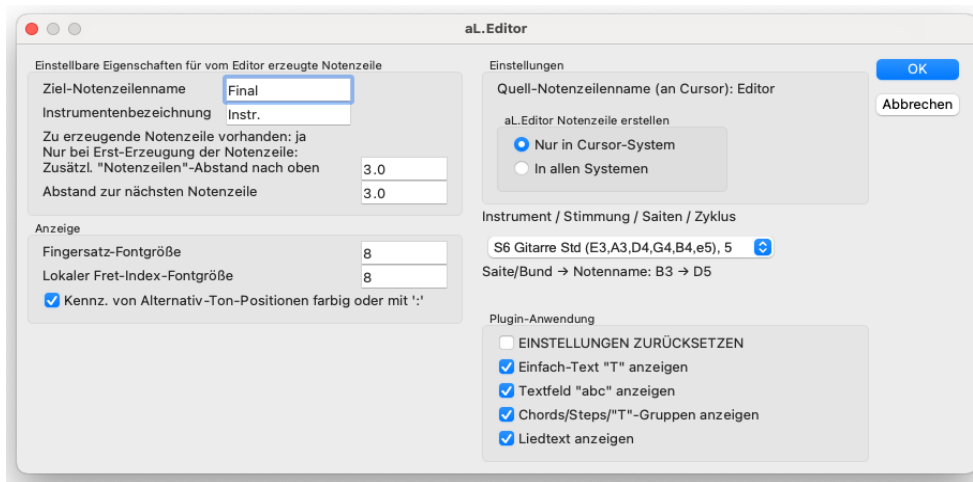 aL.Editor
Einstellbare Eigenschaften für vom Editor erzeugte Notenzeile
Ziel-Notenzeilenname Final
Instrumentenbezeichnung Instr.
Zu erzeugende Notenzeile vorhanden: ja
Nur bei Erst-Erzeugung der Notenzeile:
Zusätzl. "Notenzeilen"-Abstand nach oben 3.0
Abstand zur nächsten Notenzeile 3.0
Anzeige
Fingersatz-Fontgröße 8
Lokaler Fret-Index-Fontgröße 8
Kennz. von Alternativ-Ton-Positionen farbig oder mit ':'
Einstellungen
Quell-Notenzeilenname (an Cursor): Editor
aL.Editor Notenzeile erstellen
Nur in Cursor-System
In allen Systemen
Instrument / Stimmung / Saiten / Zyklus
S6 Gitarre Std (E3,A3,D4,G4,B4,e5), 5
Saite/Bund → Notenname: B3 → D5
Plugin-Anwendung
EINSTELLUNGEN ZURÜCKSETZEN
Einfach-Text "T" anzeigen
Textfeld "abc" anzeigen
Chords/Steps/"T"-Gruppen anzeigen
Liedtext anzeigen
OK
Abbrechen